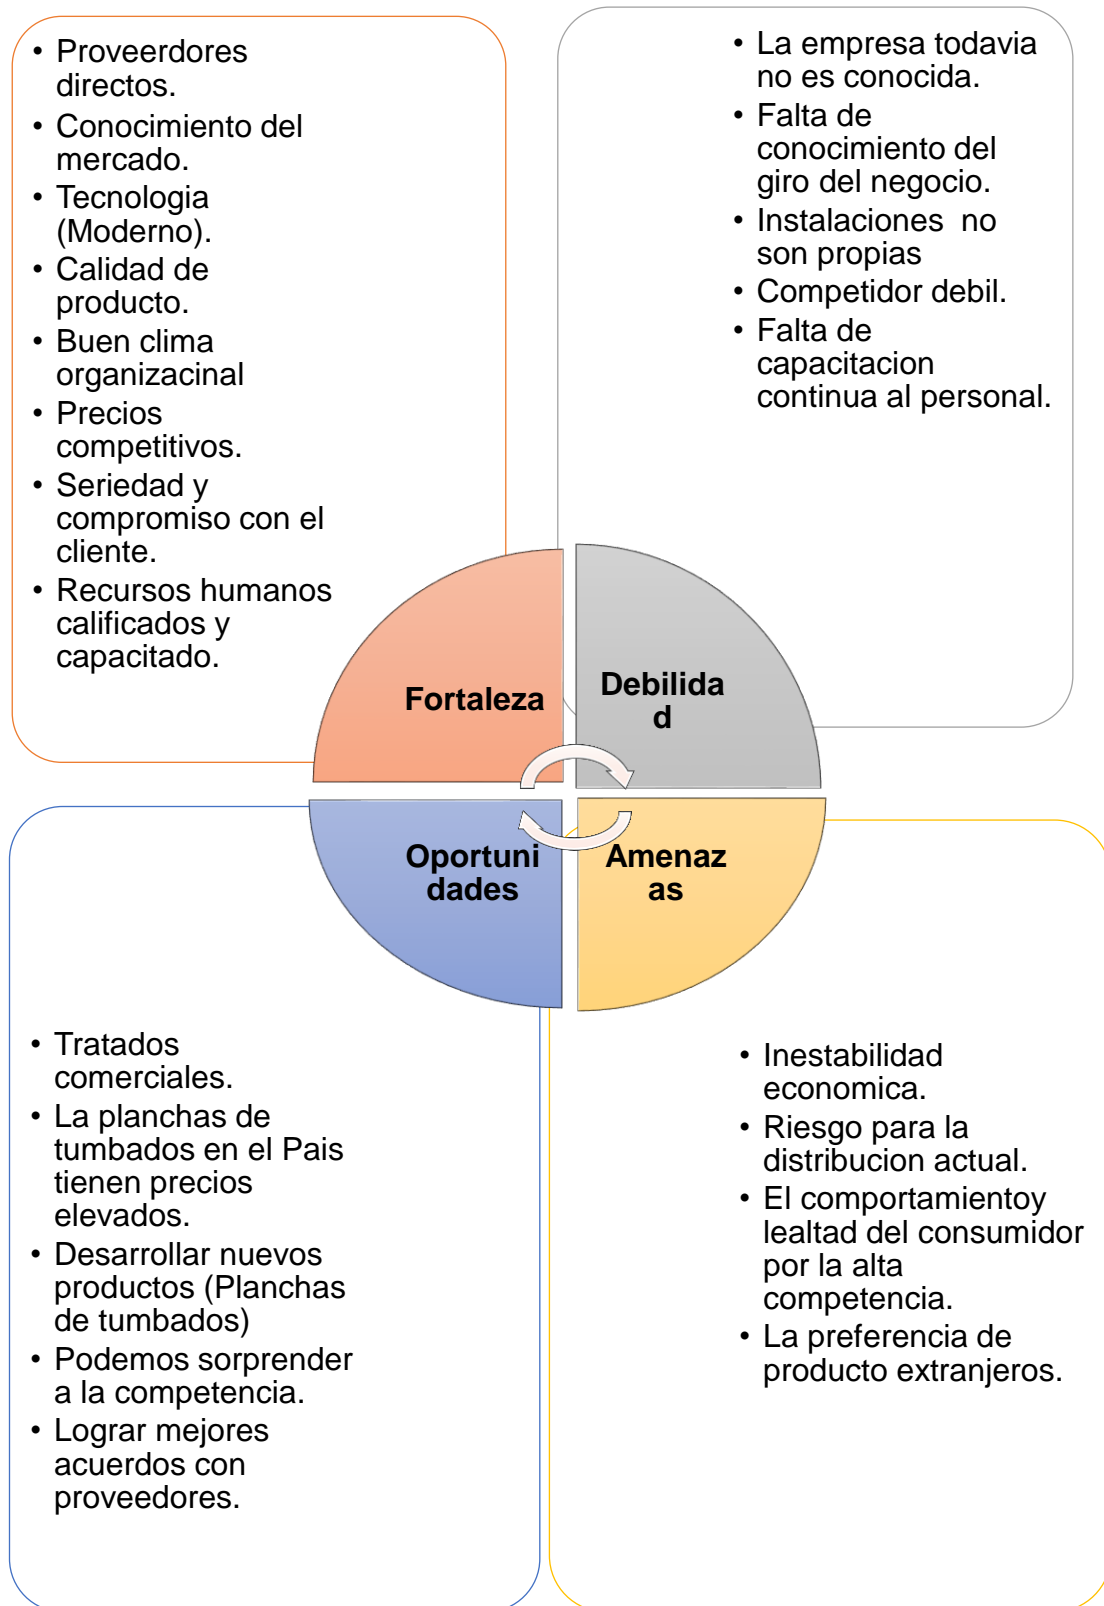 • Proveerdores
directos.
• Conocimiento del
mercado.
• Tecnologia
(Moderno).
• Calidad de
producto.
• Buen clima
organizacinal
• Precios
competitivos.
• Seriedad y
compromiso con el
cliente.
• Recursos humanos
calificados y
capacitado.
• La empresa todavia
no es conocida.
• Falta de
conocimiento del
giro del negocio.
• Instalaciones  no
son propias
• Competidor debil.
• Falta de
capacitacion
continua al personal.
Fortaleza
Debilida
d
Oportuni
dades
Amenaz
as
• Tratados
comerciales.
• La planchas de
tumbados en el Pais
tienen precios
elevados.
• Desarrollar nuevos
productos (Planchas
de tumbados)
• Podemos sorprender
a la competencia.
• Lograr mejores
acuerdos con
proveedores.
• Inestabilidad
economica.
• Riesgo para la
distribucion actual.
• El comportamientoy
lealtad del consumidor
por la alta
competencia.
• La preferencia de
producto extranjeros.